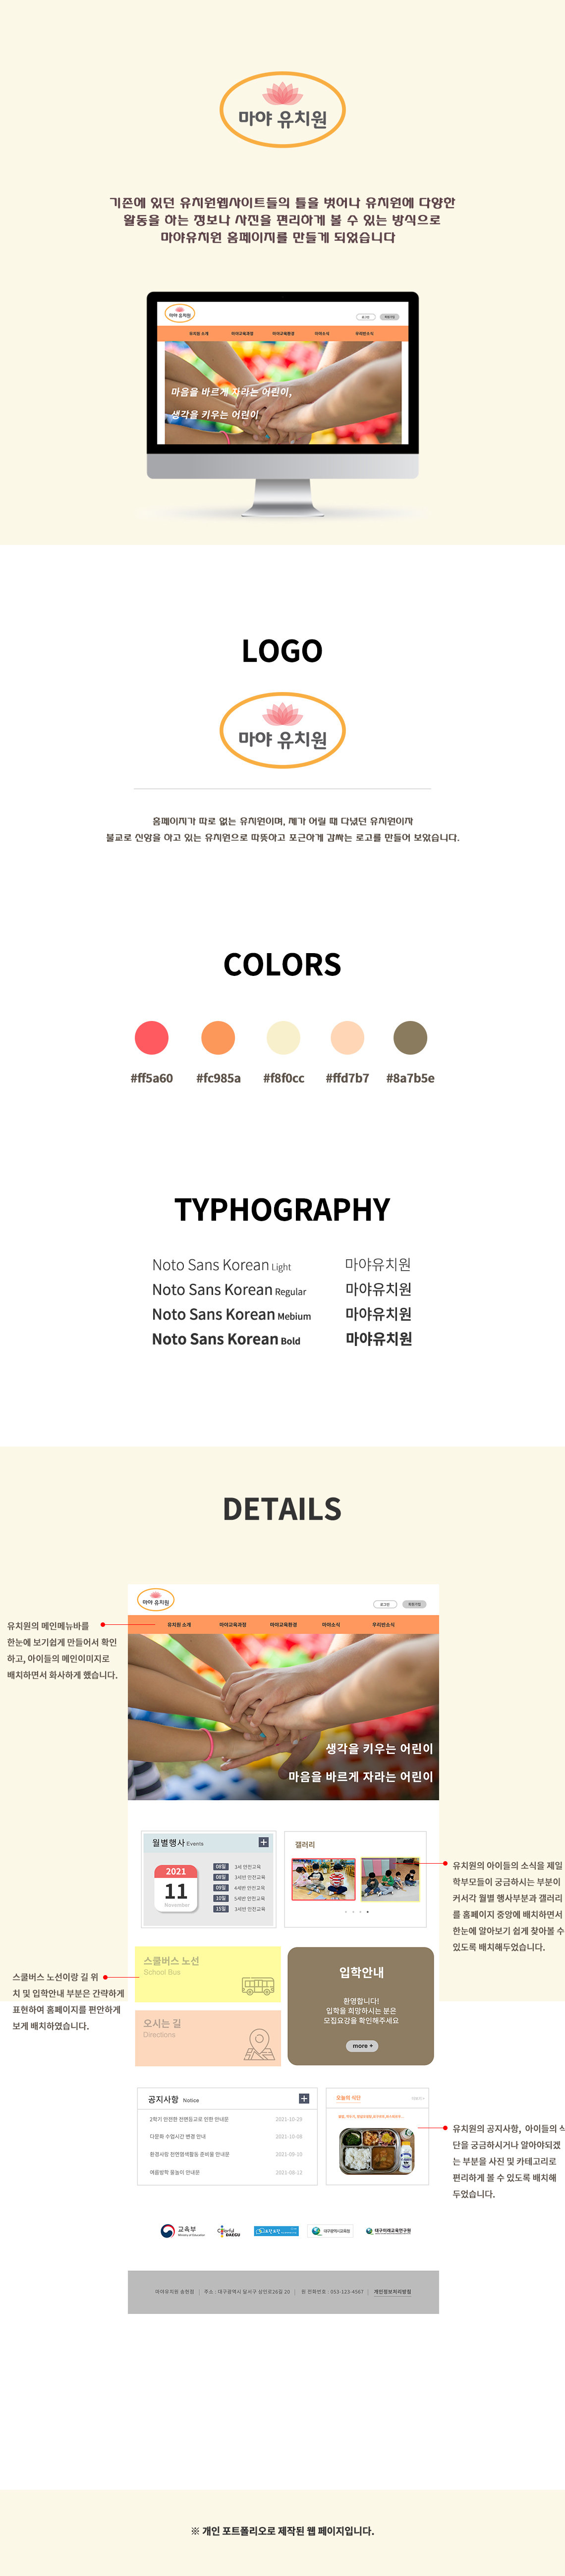 마야 유치원
기존에 있던 유치원웹사이트들의 틀을 벗어나 유치원에 다양한
활동을 하는 정보나 사진을 편리하게 볼 수 있는 방식으로
마야유치원 홈페이지를 만들게 되었습니다
마야 유치원
로그인 회원가입
유치원 소개 마야교육과정 마야교육환경 마야소식 우리반소식
마음을 바르게 자라는 어린이,
생각을 키우는 어린이
LOGO
마야 유치원
홈페이지가 따로 없는 유치원이며, 제가 어릴 때 다녔던 유치원이자
불교로 신앙을 하고 있는 유치원으로 따뜻하고 포근하게 감싸는 로고를 만들어 보았습니다.
COLORS
#ff5a60 #fc985a #f8f0cc #ffd7b7 #8a7b5e
TYPHOGRAPHY
Noto Sans Korean Light 마야유치원
Noto Sans Korean Regular 마야유치원
Noto Sans Korean Mebium 마야유치원
Noto Sans Korean Bold 마야유치원
DETAILS
마야 유치원
로그인 회원가입
유치원 소개 마야교육과정 마야교육환경 마야소식 우리반소식
유치원의 메인메뉴바를
한눈에 보기쉽게 만들어서 확인
하고, 아이들의 메인이미지로
배치하면서 화사하게 했습니다.
생각을 키우는 어린이
마음을 바르게 자라는 어린이
월별행사 Events
2021
11
November
08일 3세 안전교육
08일 3세반 안전교육
09일 4세반 안전교육
10일 5세반 안전교육
15일 3세반 안전교육
갤러리
유치원의 아이들의 소식을 제일
학부모들이 궁금하시는 부분이
커서각 월별 행사부분과 갤러리
를 홈페이지 중앙에 배치하면서
한눈에 알아보기 쉽게 찾아볼 수
있도록 배치해두었습니다.
스쿨버스 노선
School Bus
오시는 길
Directions
스쿨버스 노선이랑 길 위
치 및 입학안내 부분은 간략하게
표현하여 홈페이지를 편안하게
보게 배치하였습니다.
입학안내
환영합니다!
입학을 희망하시는 분은
모집요강을 확인해주세요
more +
공지사항 Notice
2학기 안전한 전면등교로 인한 안내문 2021-10-29
다문화 수업시간 변경 안내 2021-10-08
환경사랑 천연염색활동 준비물 안내문 2021-09-10
여름방학 물놀이 안내문 2021-08-12
오늘의 식단
유치원의 공지사항, 아이들의 식
단을 궁금하시거나 알아야되겠
는 부분을 사진 및 카테고리로
편리하게 볼 수 있도록 배치해
두었습니다.
교육부
Ministry of Education
Colorful
DAEGU
대구광역시교육청
대구미래교육연구원
마야유치원 송현점 | 주소 : 대구광역시 달서구 상인로26길 20 | 원 전화번호 : 053-123-4567 | 개인정보처리방침
※ 개인 포트폴리오로 제작된 웹 페이지입니다.